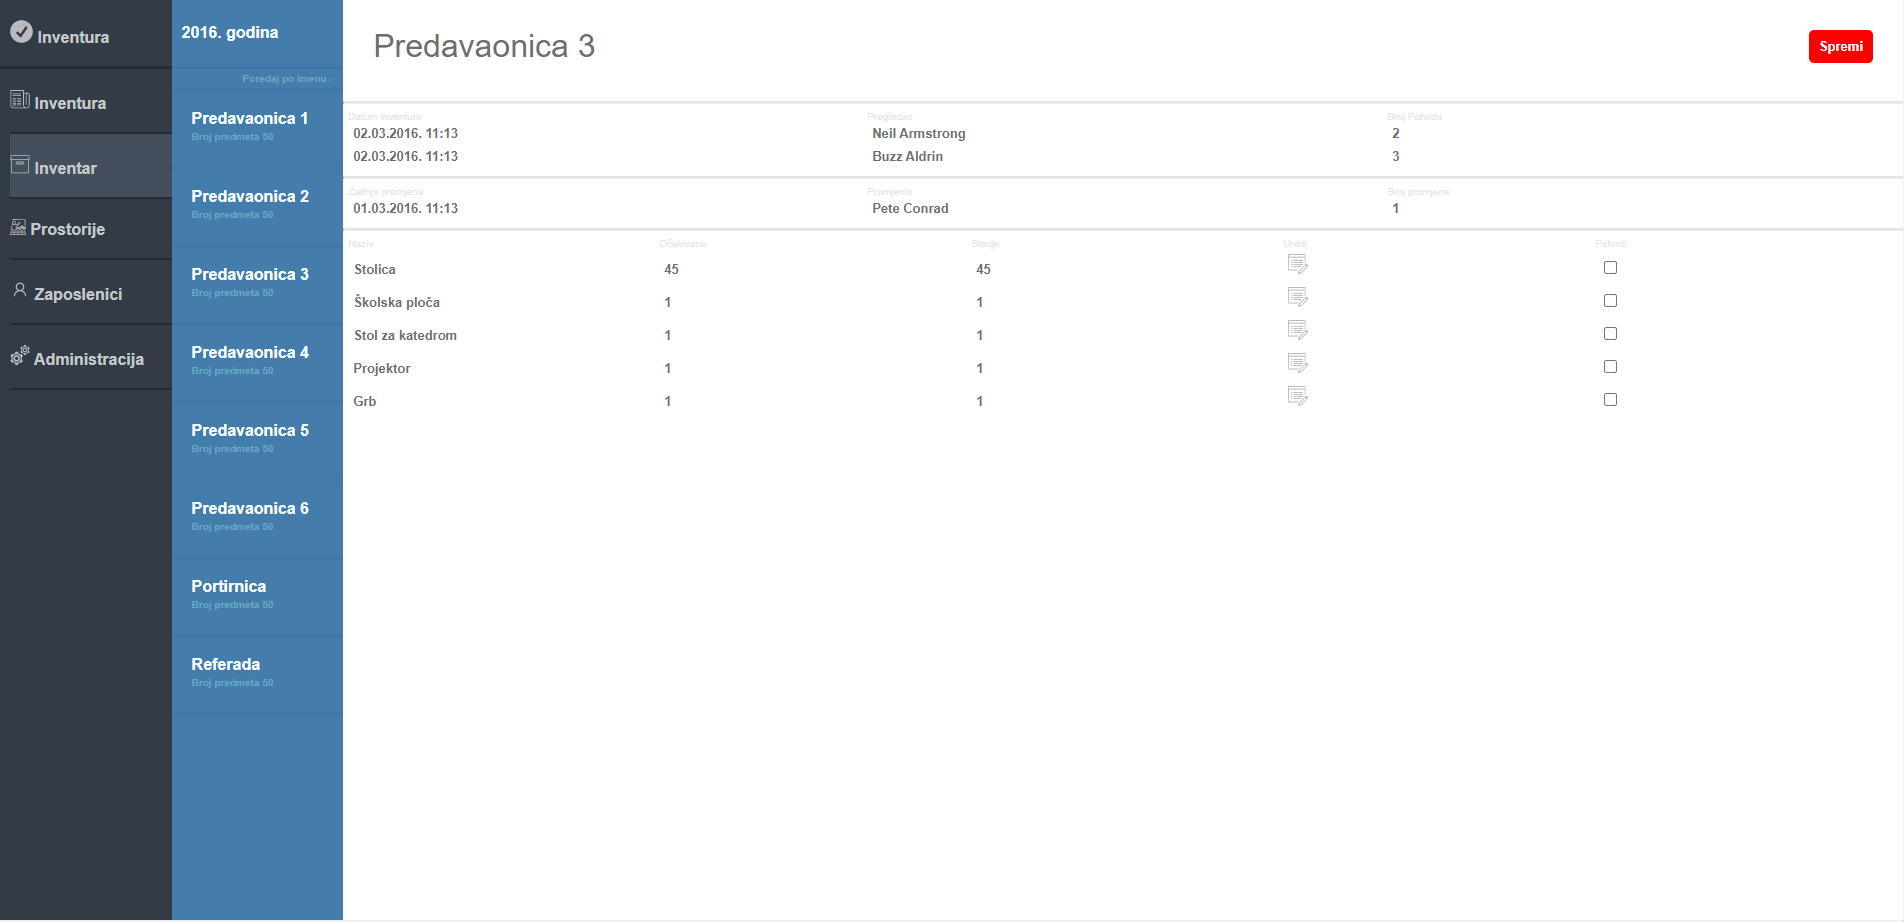 Inventura
Inventura
Inventar
Prostorije
Zaposlenici
Administracija
2016. godina
Poredaj po imenu
Predavaonica 1
Broj predmeta 50
Predavaonica 2
Broj predmeta 50
Predavaonica 3
Broj predmeta 50
Predavaonica 4
Broj predmeta 50
Predavaonica 5
Broj predmeta 50
Predavaonica 6
Broj predmeta 50
Portirnica
Broj predmeta 50
Referada
Broj predmeta 50
Predavaonica 3
Spremi
Datum inventure Pregledac Broj Potvrda
02.03.2016. 11:13 Neil Armstrong 2
02.03.2016. 11:13 Buzz Aldrin 3
Zadnja promjena Promjenio Broj promjena
01.03.2016. 11:13 Pete Conrad 1
Naziv Očekivano Stanje Uredi Potvrdi
Stolica 45 45
Školska ploča 1 1
Stol za katedrom 1 1
Projektor 1 1
Grb 1 1